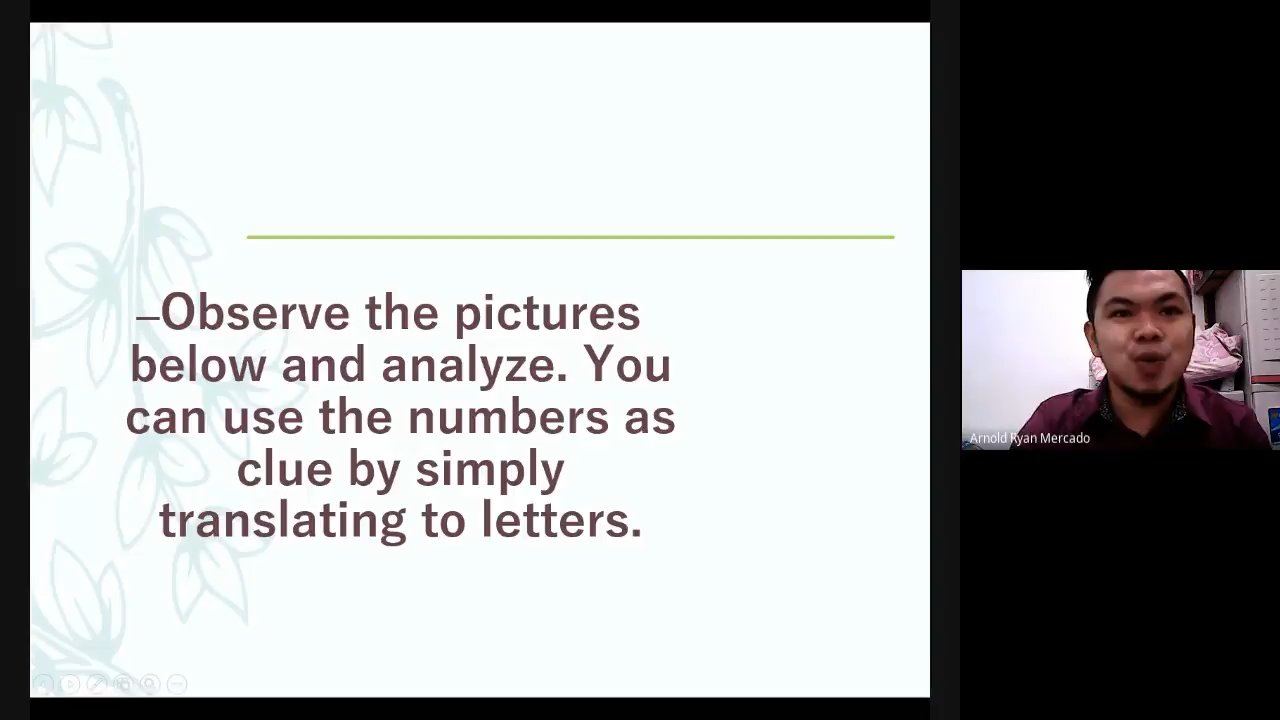 –Observe the pictures
below and analyze. You
can use the numbers as
clue by simply
translating to letters.
Arnold Ryan Mercado